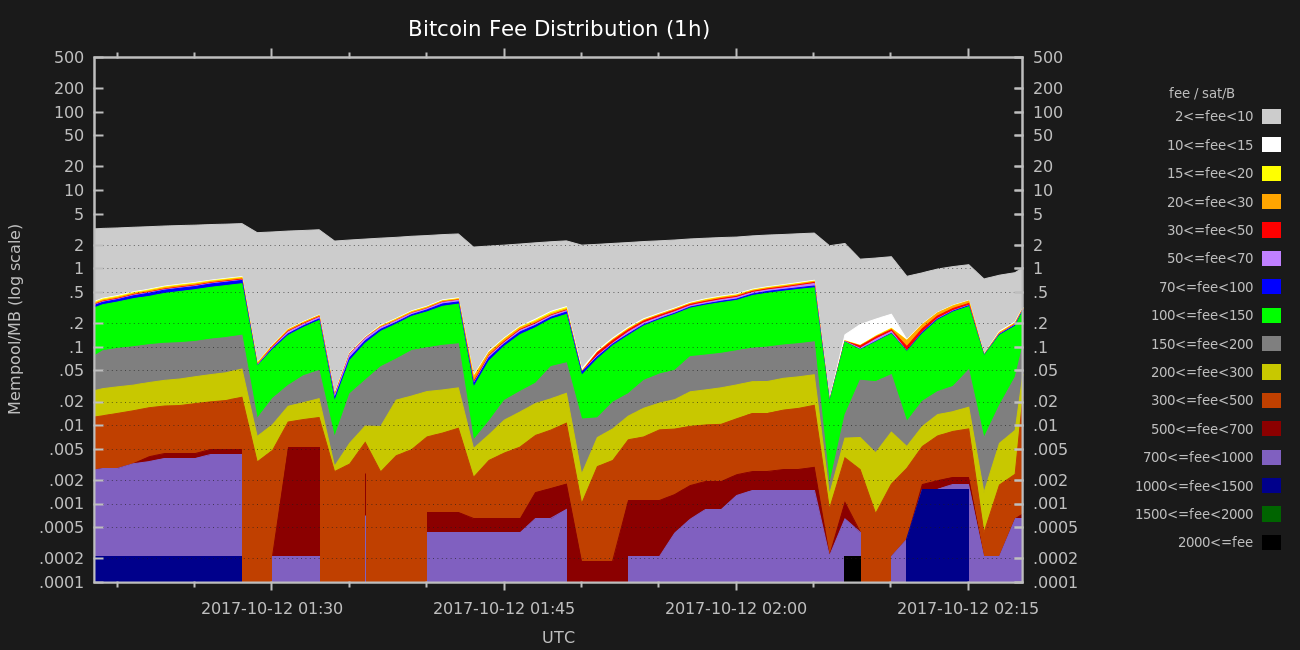 Bitcoin Fee Distribution (1h)
Mempool/MB (log scale)
500
200
100
50
20
10
5
2
1
.5
.2
.1
.05
.02
.01
.005
.002
.001
.0005
.0002
.0001
500
200
100
50
20
10
5
2
1
.5
.2
.1
.05
.02
.01
.005
.002
.001
.0005
.0002
.0001
2017-10-12 01:30
2017-10-12 01:45
2017-10-12 02:00
2017-10-12 02:15
UTC
fee / sat/B
2<=fee<10
10<=fee<15
15<=fee<20
20<=fee<30
30<=fee<50
50<=fee<70
70<=fee<100
100<=fee<150
150<=fee<200
200<=fee<300
300<=fee<500
500<=fee<700
700<=fee<1000
1000<=fee<1500
1500<=fee<2000
2000<=fee